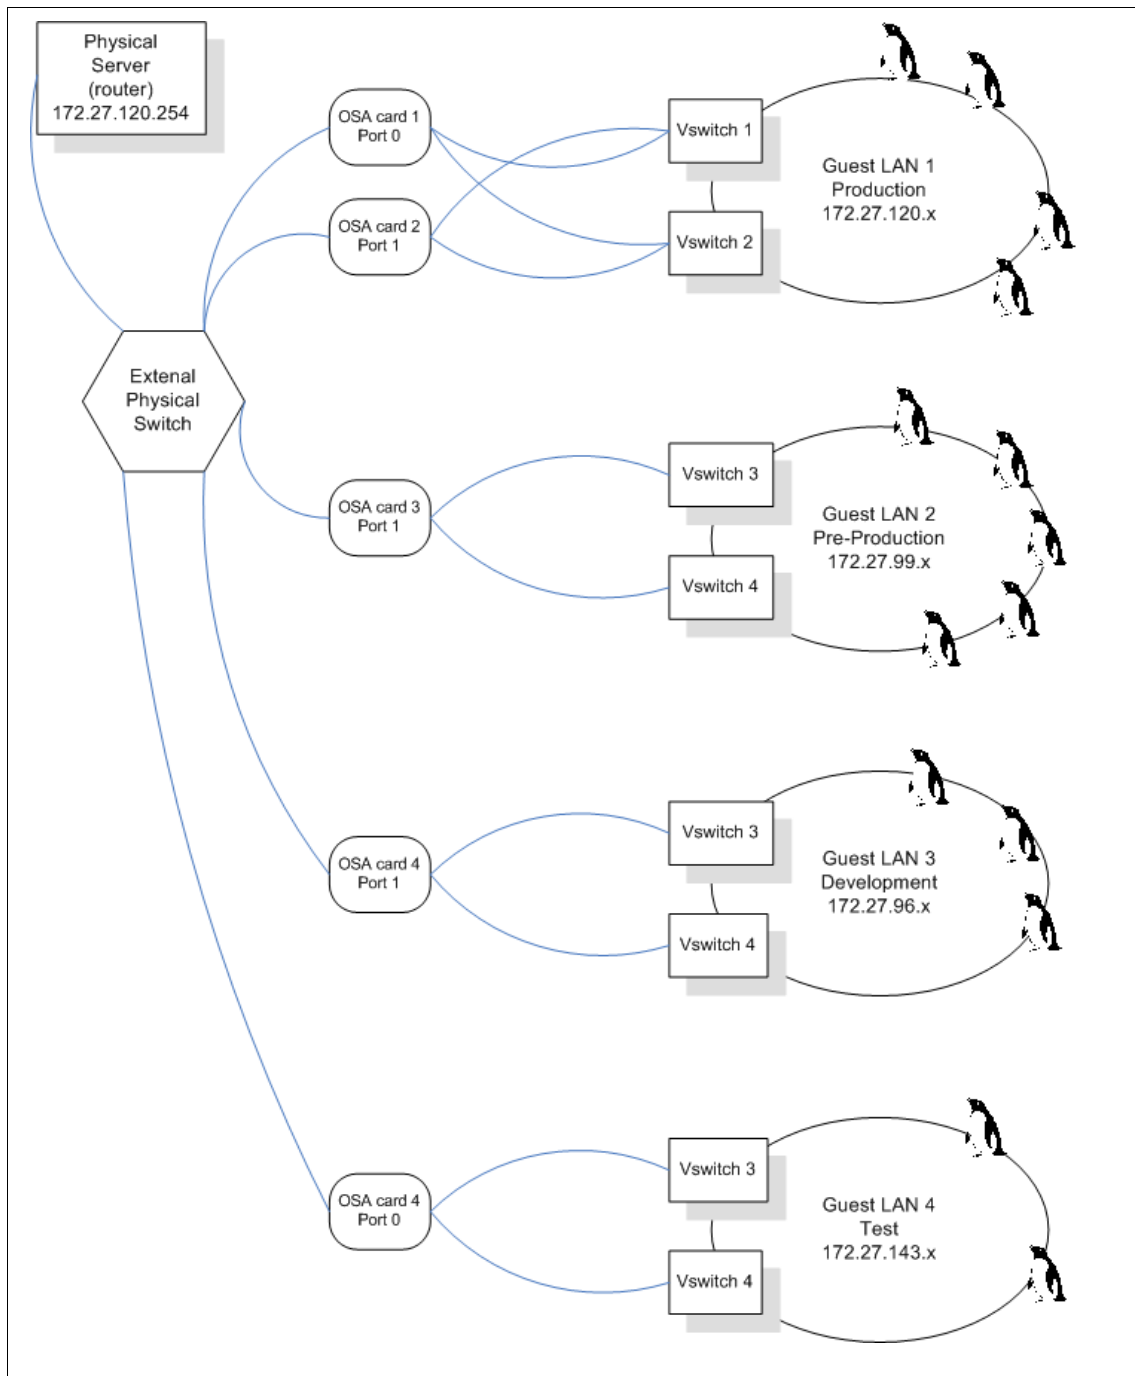 Physical
Server
(router)
172.27.120.254
OSA card 1
Port 0
OSA card 2
Port 1
Vswitch 1
Vswitch 2
Guest LAN 1
Production
172.27.120.x
Extenal
Physical
Switch
OSA card 3
Port 1
Vswitch 3
Vswitch 4
Guest LAN 2
Pre-Production
172.27.99.x
OSA card 4
Port 1
Vswitch 3
Vswitch 4
Guest LAN 3
Development
172.27.96.x
OSA card 4
Port 0
Vswitch 3
Vswitch 4
Guest LAN 4
Test
172.27.143.x